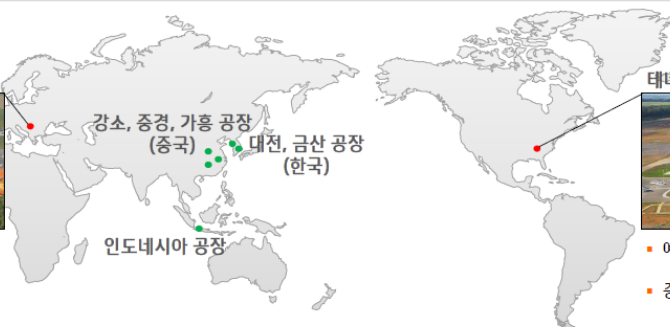 강소, 중경, 가흥 공장
(중국)
대전, 금산 공장
(한국)
인도네시아 공장